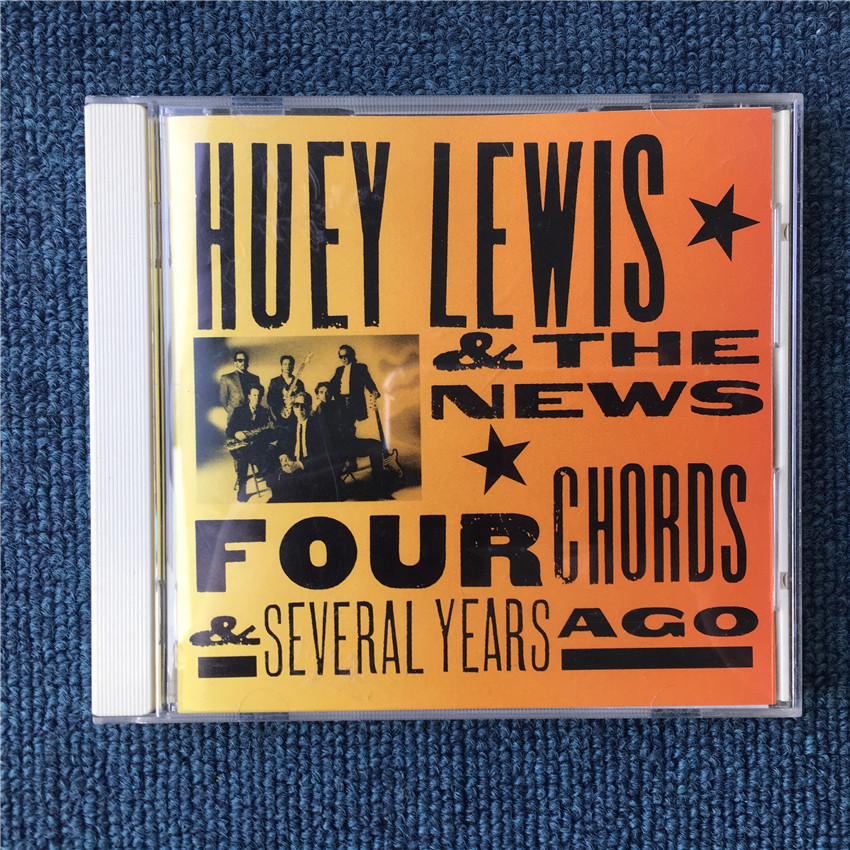 HUEY LEWIS
& THE
NEWS
FOUR CHORDS
& SEVERAL YEARS AGO